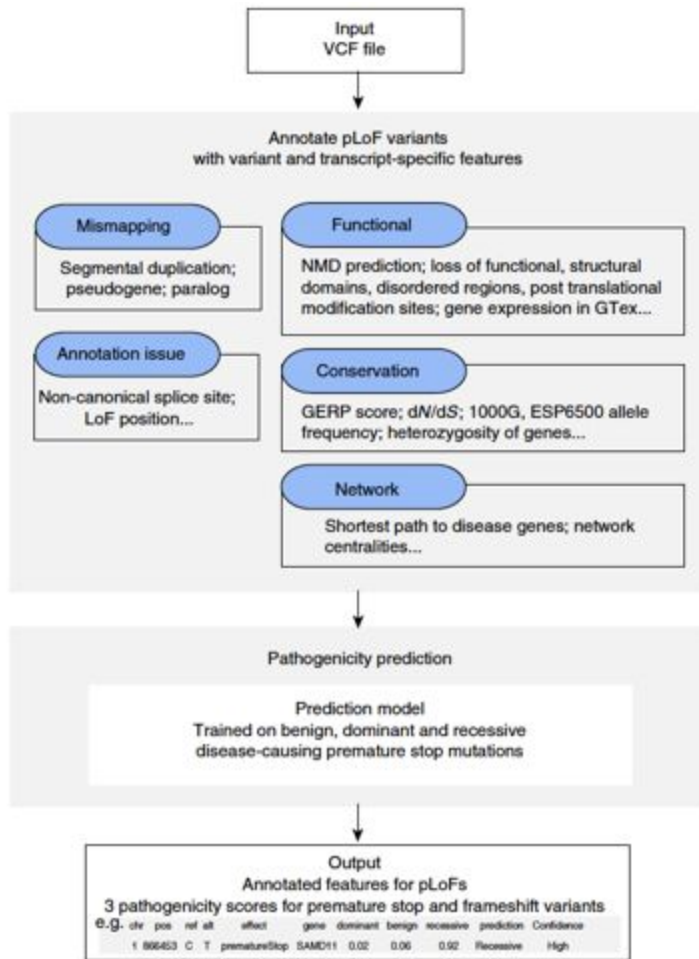 Input
VCF file
Annotate pLoF variants
with variant and transcript-specific features
Mismapping
Segmental duplication;
pseudogene; paralog
Annotation issue
Non-canonical splice site;
LoF position...
Functional
NMD prediction; loss of functional, structural
domains, disordered regions, post translational
modification sites; gene expression in GTex...
Conservation
GERP score; dN/dS; 1000G, ESP6500 allele
frequency; heterozygosity of genes...
Network
Shortest path to disease genes; network
centralities...
Pathogenicity prediction
Prediction model
Trained on benign, dominant and recessive
disease-causing premature stop mutations
Output
Annotated features for pLoFs
3 pathogenicity scores for premature stop and frameshift variants
e.g. chr pos ref alt effect gene dominant benign recessive prediction Confidence
1 866453 C T prematureStop SAMD11 0.02 0.06 0.92 Recessive High